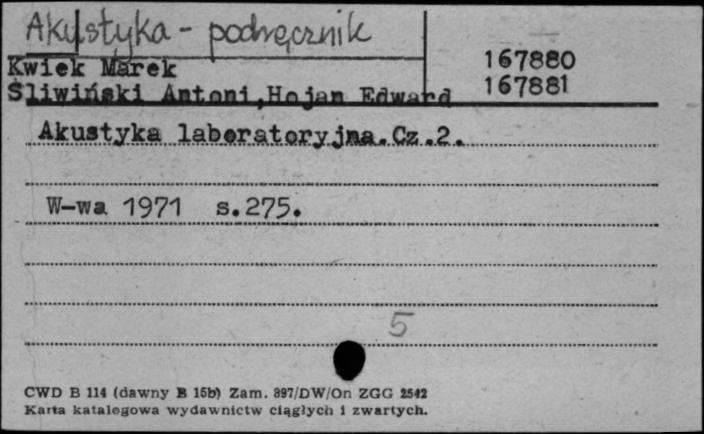 Akustyka - podręcznik
Kwiek Marek
Śliwiński Antoni,Hojan Edward
167880
167881
Akustyka laboratoryjna.Cz.2.
W-wa 1971 s.275.
5
CWD B 114 (dawny B 15b) Zam. 897/DW/On ZGG 2542
Karta katalogowa wydawnictw ciągłych i zwartych.